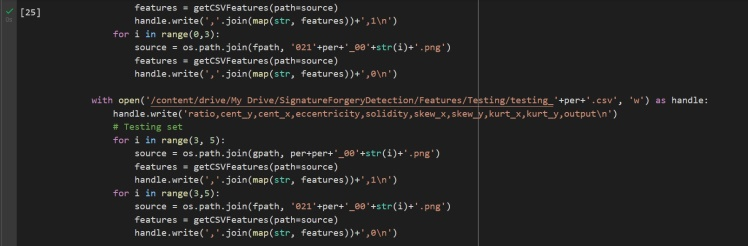 [25]
features = getCSVFeatures(path=source)
handle.write(','.join(map(str, features))+',1\n')
for i in range(0,3):
source = os.path.join(fpath, '021'+per+'_00'+str(i)+'.png')
features = getCSVFeatures(path=source)
handle.write(','.join(map(str, features))+',0\n')
with open('/content/drive/My Drive/SignatureForgeryDetection/Features/Testing/testing_'+per+'.csv', 'w') as handle:
handle.write('ratio,cent_y,cent_x,eccentricity,solidity,skew_x,skew_y,kurt_x,kurt_y,output\n')
# Testing set
for i in range(3, 5):
source = os.path.join(gpath, per+per+'_00'+str(i)+'.png')
features = getCSVFeatures(path=source)
handle.write(','.join(map(str, features))+',1\n')
for i in range(3,5):
source = os.path.join(fpath, '021'+per+'_00'+str(i)+'.png')
features = getCSVFeatures(path=source)
handle.write(','.join(map(str, features))+',0\n')